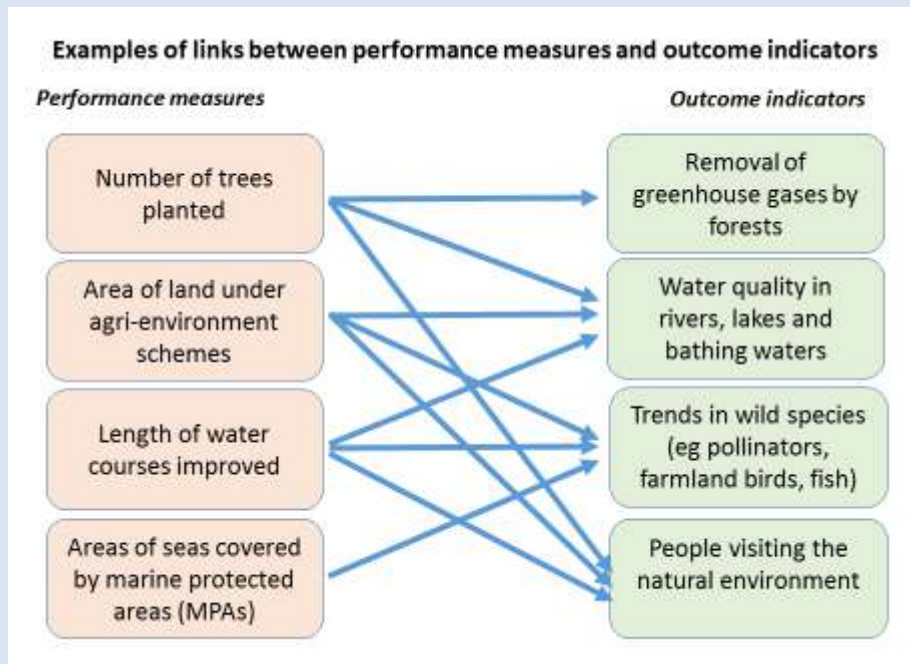 Examples of links between performance measures and outcome indicators
Performance measures
Outcome indicators
Number of trees
planted
Area of land under
agri-environment
schemes
Length of water
courses improved
Areas of seas covered
by marine protected
areas (MPAs)
Removal of
greenhouse gases by
forests
Water quality in
rivers, lakes and
bathing waters
Trends in wild species
(eg pollinators,
farmland birds, fish)
People visiting the
natural environment